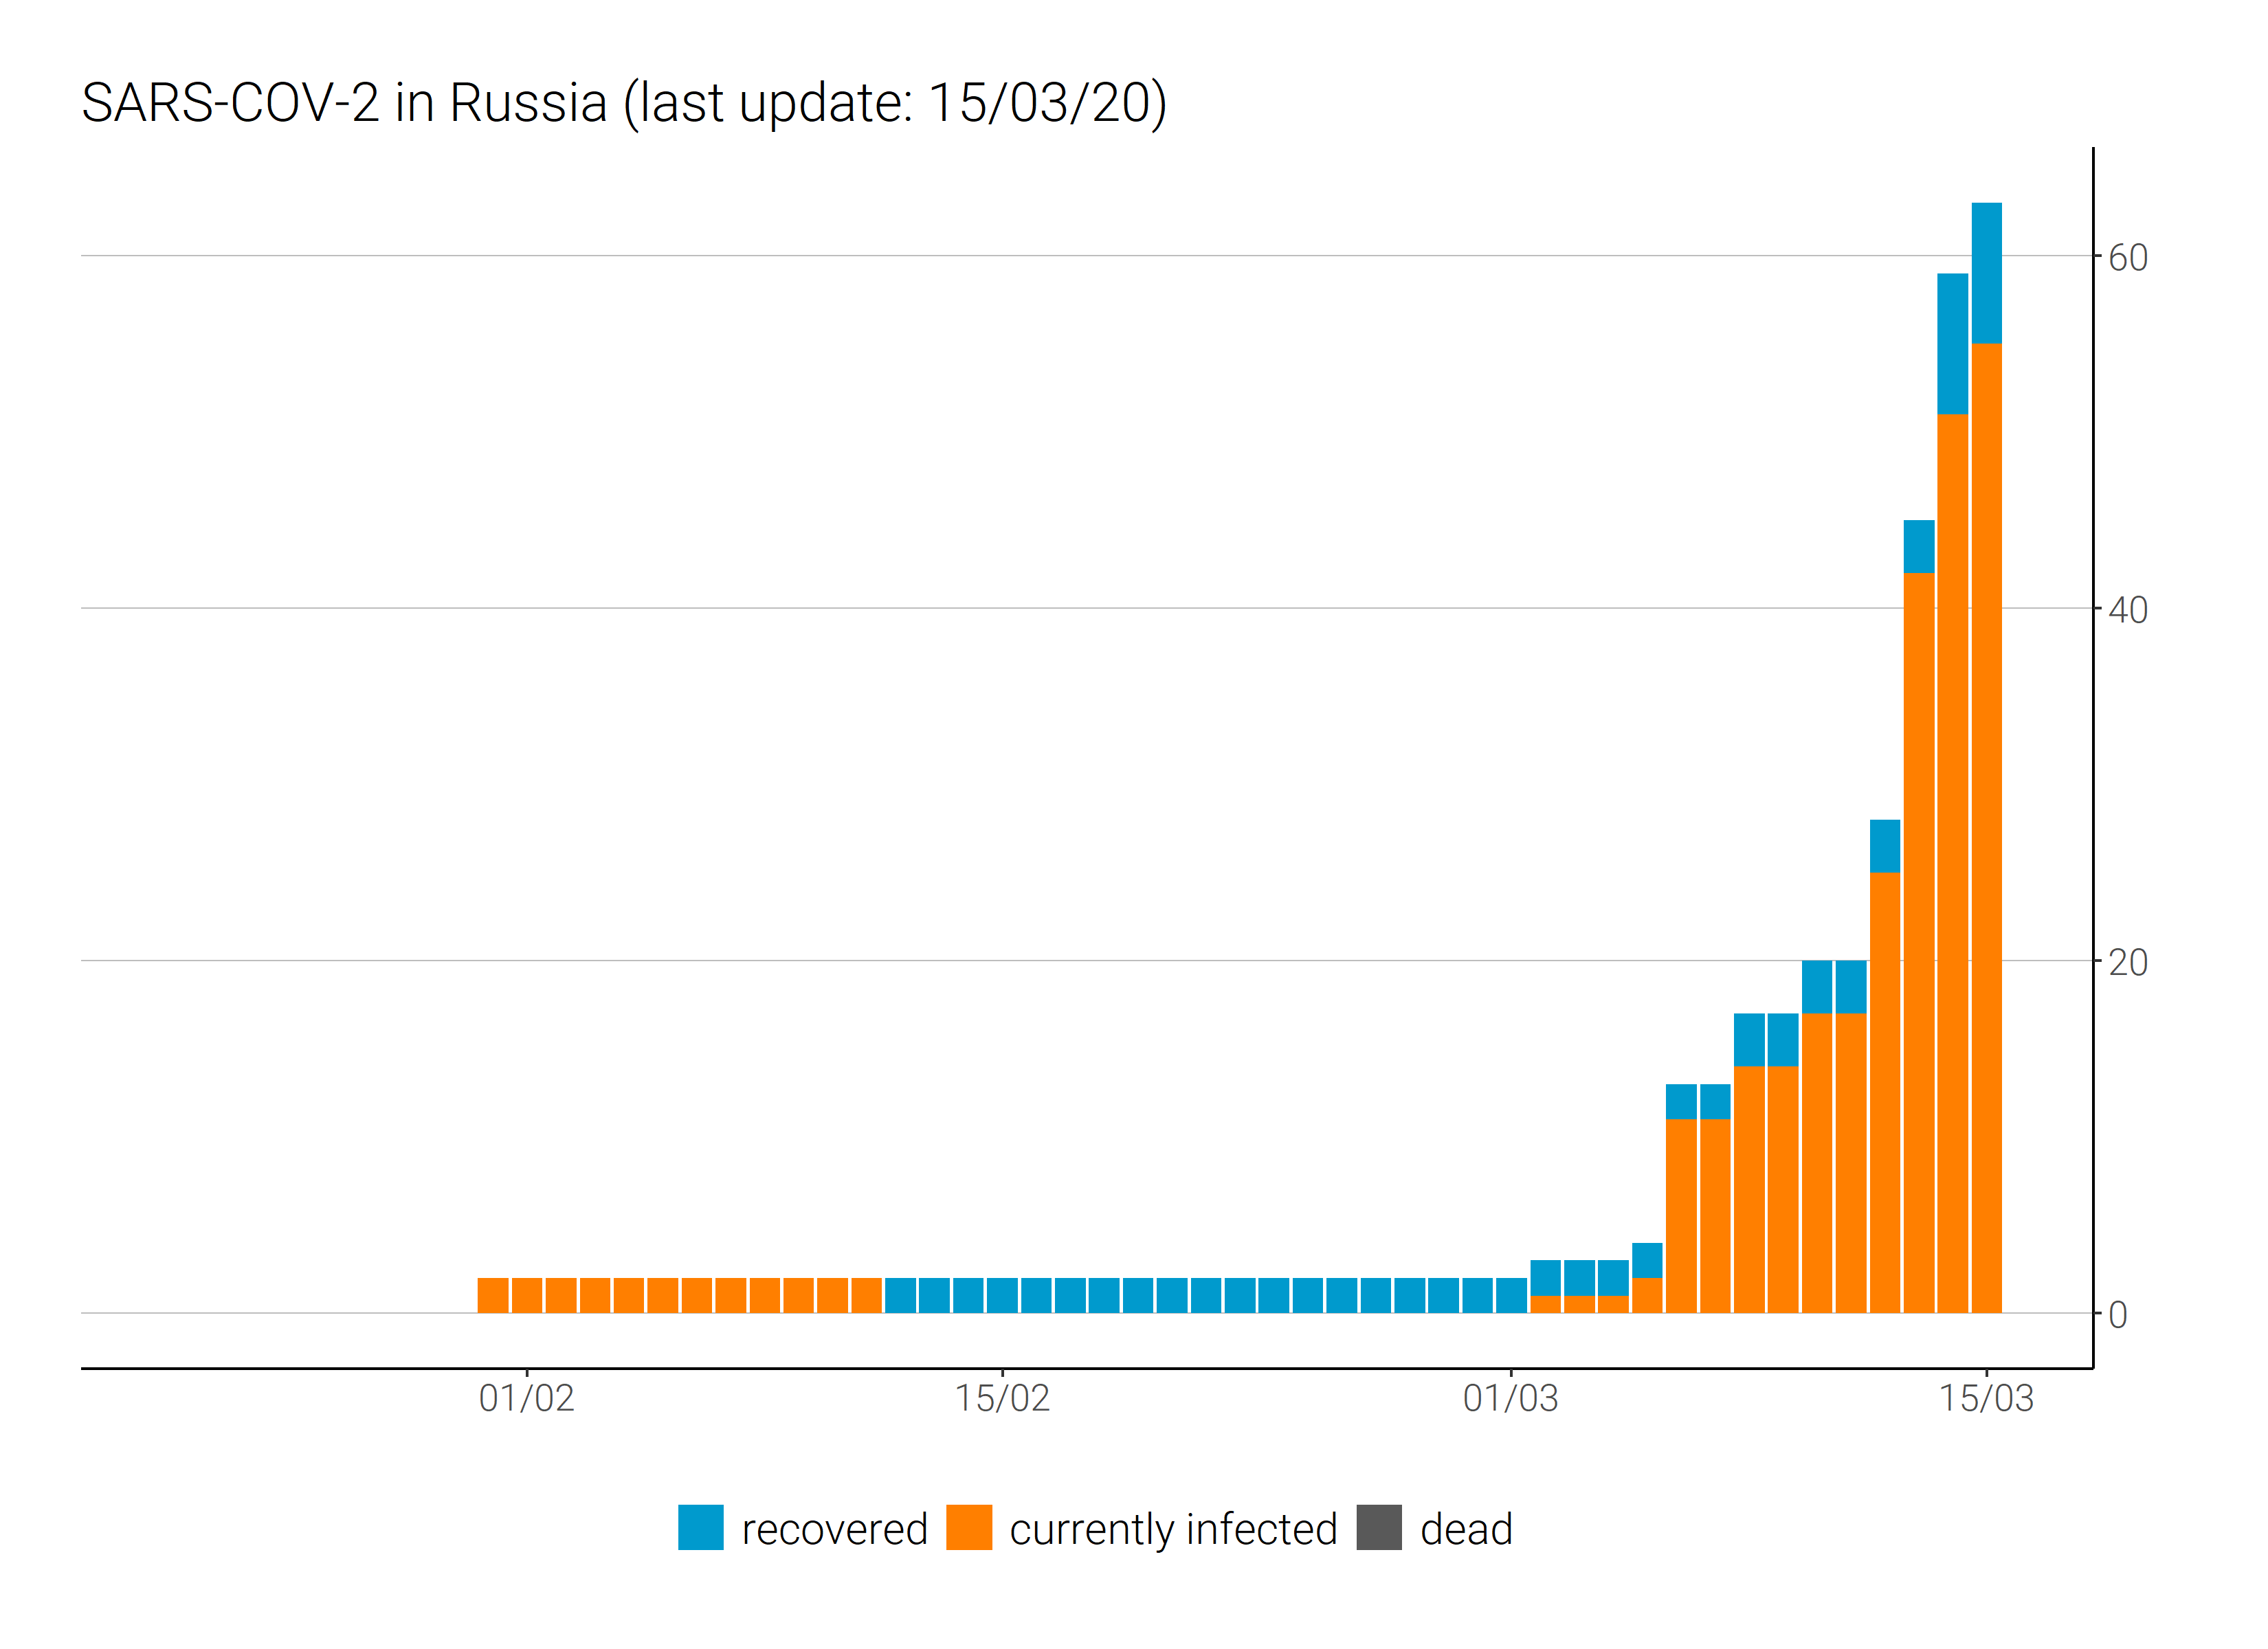 SARS-COV-2 in Russia (last update: 15/03/20)
60
40
20
0
01/02 15/02 01/03 15/03
recovered currently infected dead